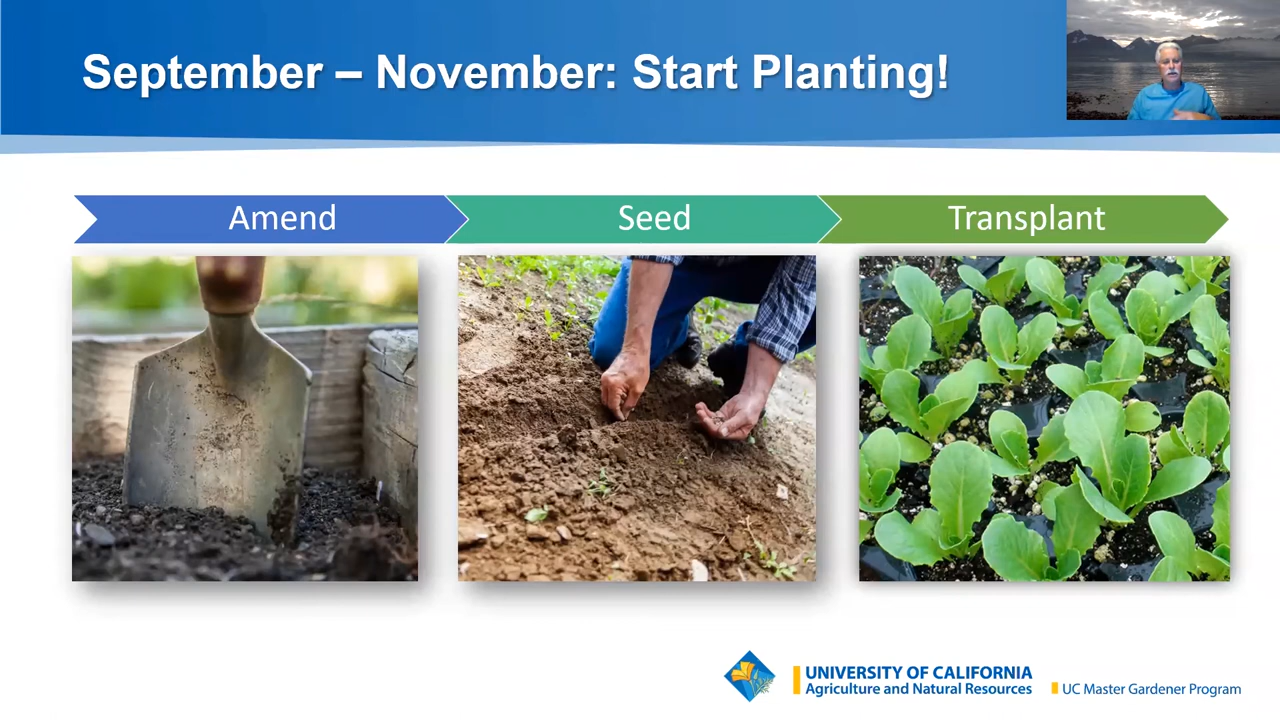 September – November: Start Planting!
Amend
Seed
Transplant
UNIVERSITY OF CALIFORNIA
Agriculture and Natural Resources
UC Master Gardener Program